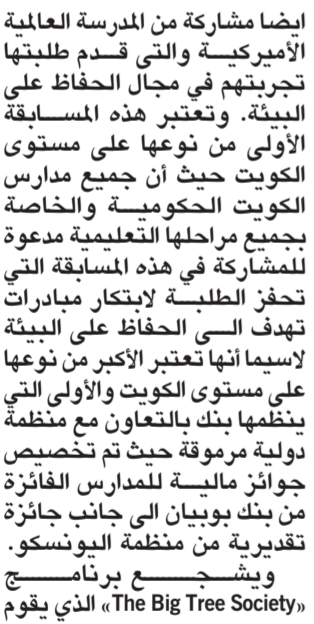 ايضا مشاركة من المدرسة العالمية
الأميركية والتى قدم طلبتها
تجربتهم في مجال الحفاظ على
البيئة. وتعتبر هذه المسابقة
الأولى من نوعها على مستوى
الكويت حيث أن جميع مدارس
الكويت الحكومية والخاصة
بجميع مراحلها التعليمية مدعوة
للمشاركة في هذه المسابقة التي
تحفز الطلبة لابتكار مبادرات
تهدف الى الحفاظ على البيئة
لاسيما أنها تعتبر الأكبر من نوعها
على مستوى الكويت والأولى التي
ينظمها بنك بالتعاون مع منظمة
دولية مرموقة حيث تم تخصيص
جوائز مالية للمدارس الفائزة
من بنك بوبيان الى جانب جائزة
تقديرية من منظمة اليونسكو.
ويشجع برنامج
«The Big Tree Society» الذي يقوم